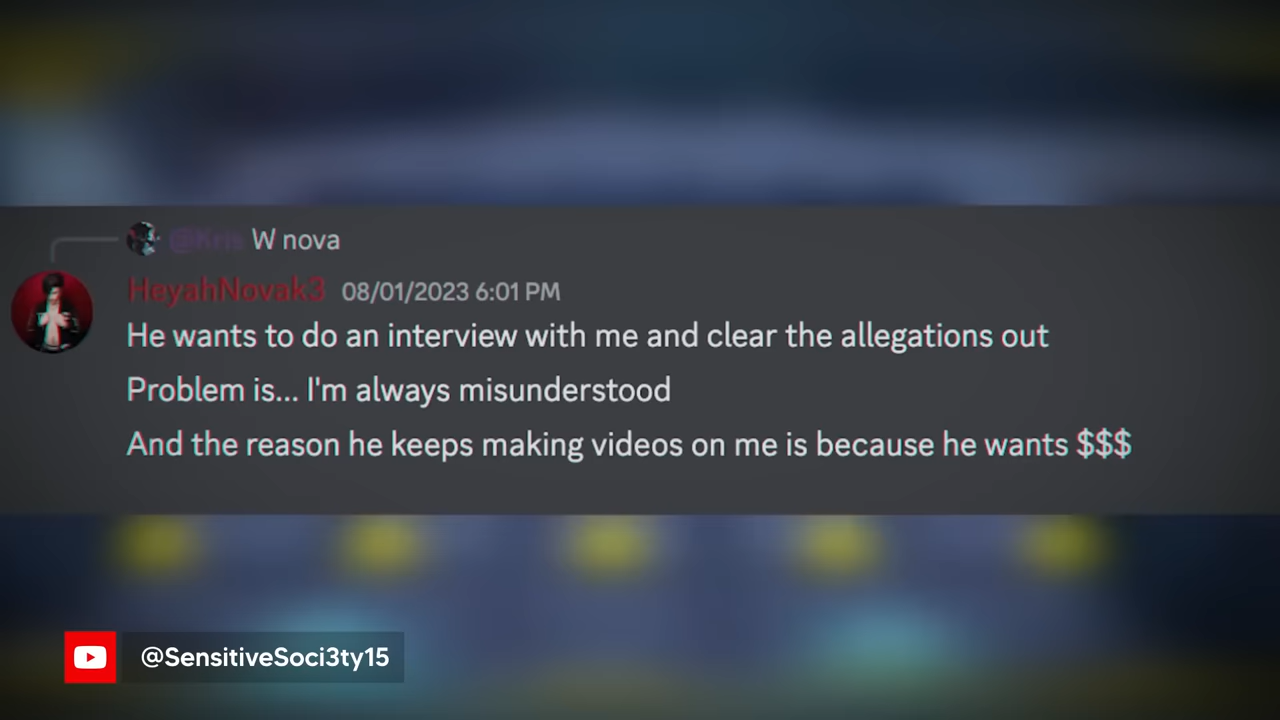 @Kris W nova
HeyahNovak3 08/01/2023 6:01 PM
He wants to do an interview with me and clear the allegations out
Problem is... I'm always misunderstood
And the reason he keeps making videos on me is because he wants $$$
@SensitiveSoci3ty15